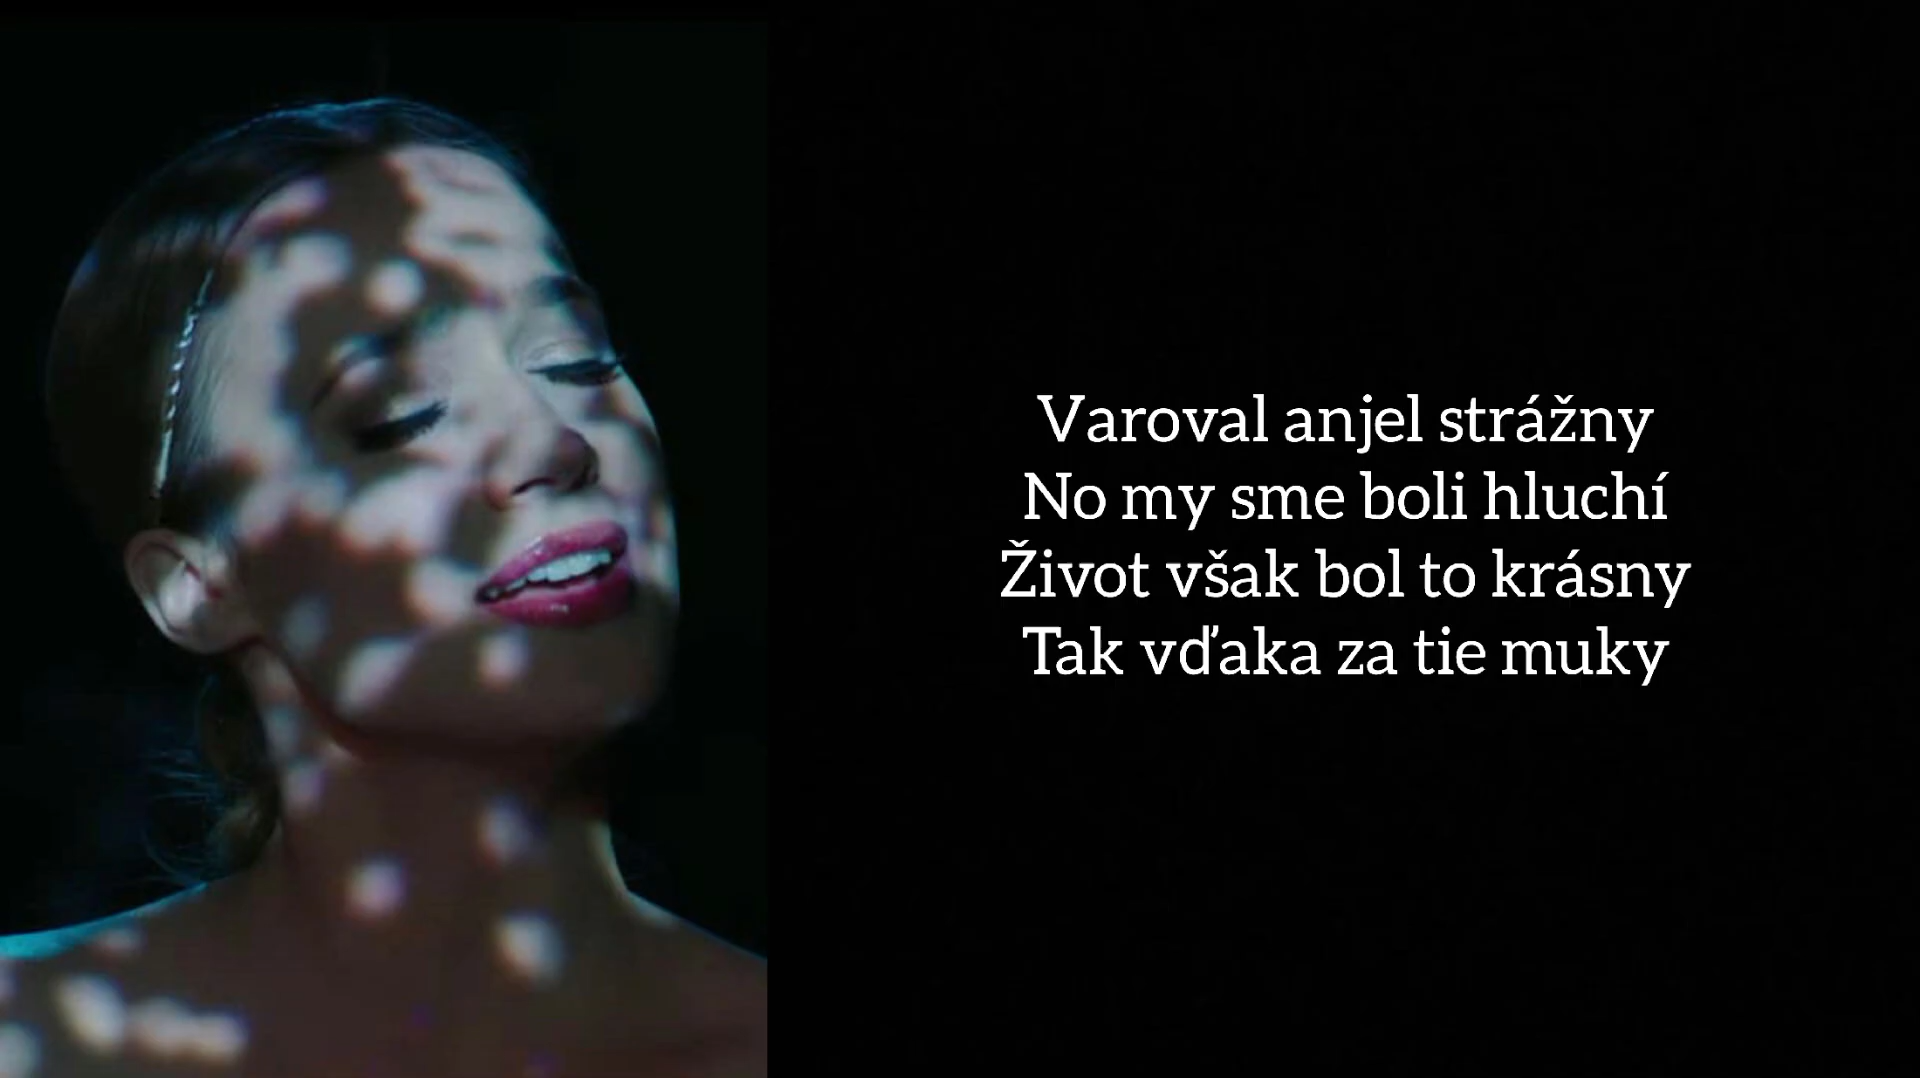 Varoval anjel strážny
No my sme boli hluchí
Život však bol to krásny
Tak vďaka za tie muky